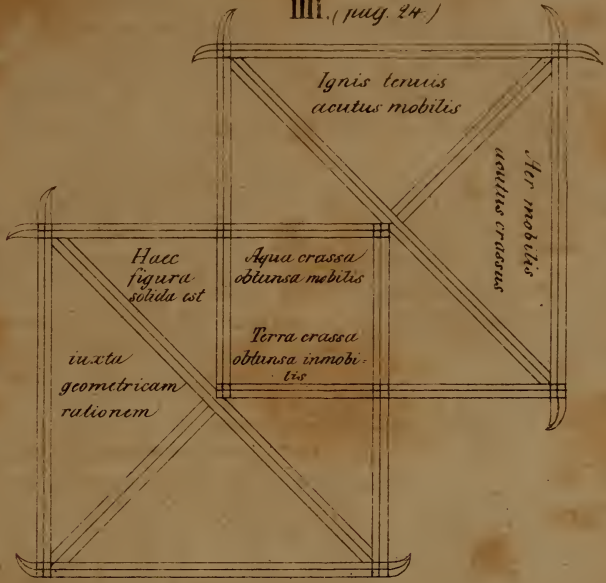 IIII. (pag. 24.)
Ignis tenuis
acutus mobilis
Aer mobilis
acutus crassus
Haec
figura
solida est
Aqua crassa
obtunsa mobilis
Terra crassa
obtunsa inmobi-
lis
iuxta
geometricam
rationem